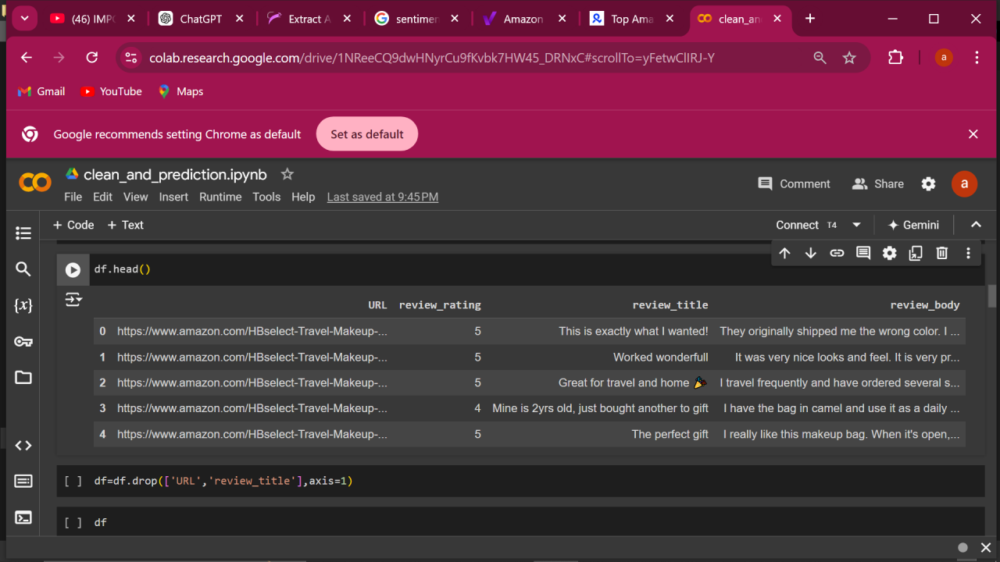 (46) IMPO
ChatGPT
Extract A
sentimen
Amazon
Top Ama
clean_an
colab.research.google.com/drive/1NReeCQ9dwHNyrCu9fKvbk7HW45_DRNxC#scrollTo=yFetwClIRJ-Y
a
Gmail
YouTube
Maps
Google recommends setting Chrome as default
Set as default
clean_and_prediction.ipynb
File Edit View Insert Runtime Tools Help Last saved at 9:45 PM
Comment
Share
a
+ Code + Text
Connect T4
Gemini
df.head()
URL review_rating review_title review_body
0 https://www.amazon.com/HBselect-Travel-Makeup-... 5 This is exactly what I wanted! They originally shipped me the wrong color. I ...
1 https://www.amazon.com/HBselect-Travel-Makeup-... 5 Worked wonderfull It was very nice looks and feel. It is very pr...
2 https://www.amazon.com/HBselect-Travel-Makeup-... 5 Great for travel and home 🎉 I travel frequently and have ordered several s...
3 https://www.amazon.com/HBselect-Travel-Makeup-... 4 Mine is 2yrs old, just bought another to gift I have the bag in camel and use it as a daily ...
4 https://www.amazon.com/HBselect-Travel-Makeup-... 5 The perfect gift I really like this makeup bag. When it's open,...
[ ] df=df.drop(['URL','review_title'],axis=1)
[ ] df